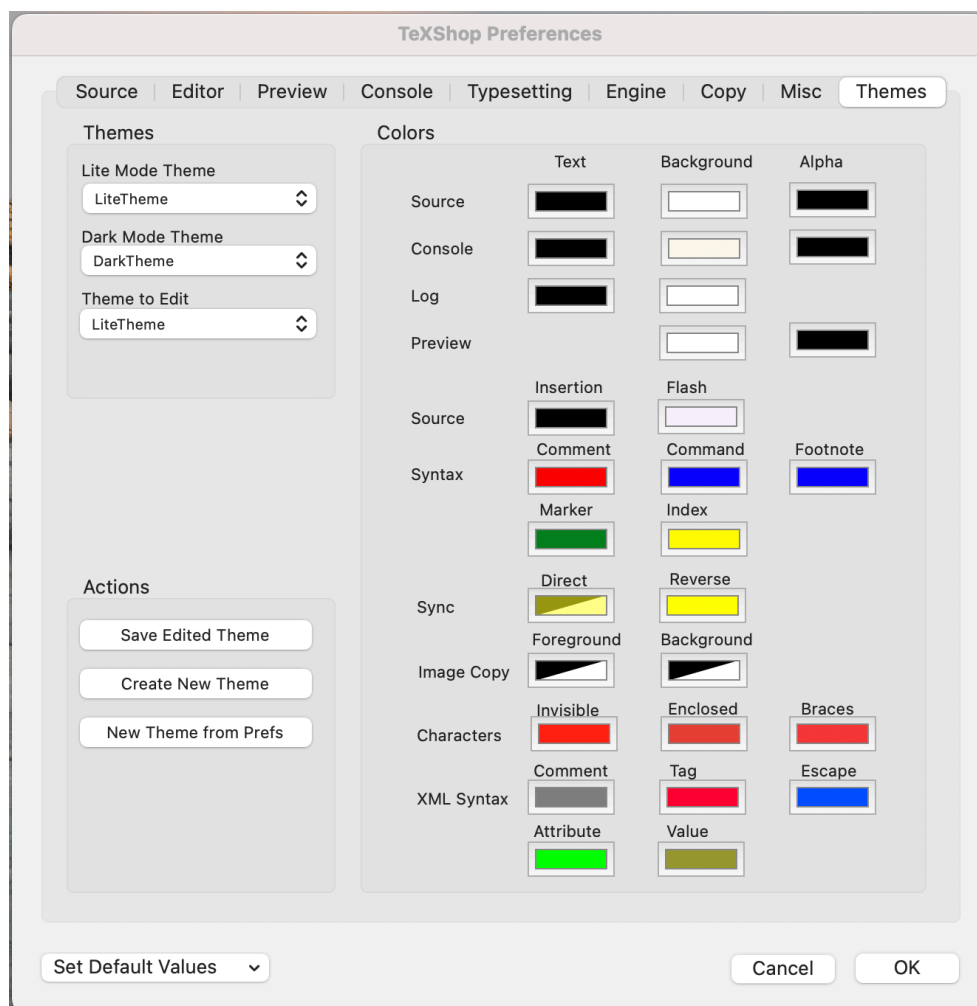 TeXShop Preferences
Source Editor Preview Console Typesetting Engine Copy Misc Themes
Themes
Lite Mode Theme
LiteTheme
Dark Mode Theme
DarkTheme
Theme to Edit
LiteTheme
Actions
Save Edited Theme
Create New Theme
New Theme from Prefs
Colors
Text Background Alpha
Source
Console
Log
Preview
Insertion Flash
Source
Comment Command Footnote
Syntax
Marker Index
Direct Reverse
Sync
Foreground Background
Image Copy
Invisible Enclosed Braces
Characters
Comment Tag Escape
XML Syntax
Attribute Value
Set Default Values Cancel OK